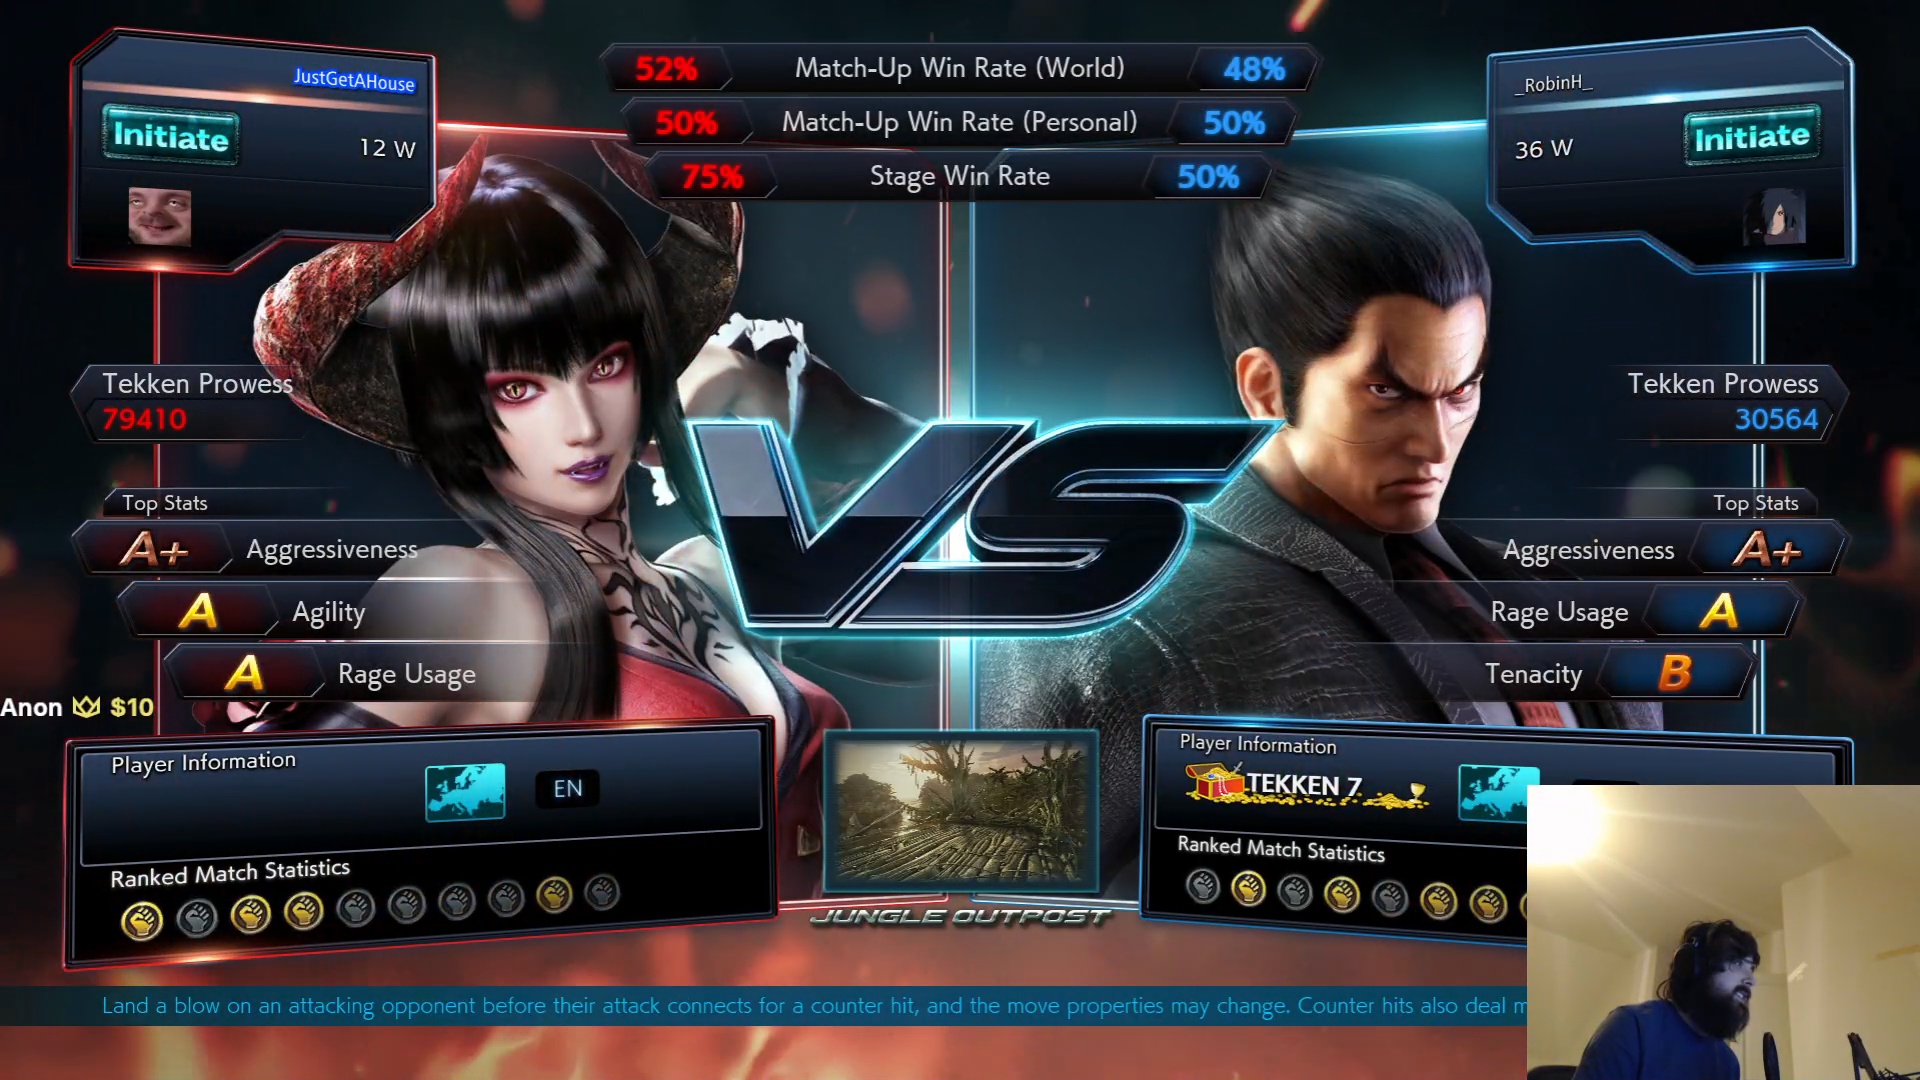 JustGetAHouse
Initiate
12 W
52% Match-Up Win Rate (World) 48%
50% Match-Up Win Rate (Personal) 50%
75% Stage Win Rate 50%
_RobinH_
36 W
Initiate
Tekken Prowess
79410
Tekken Prowess
30564
Top Stats
A+ Aggressiveness
A Agility
A Rage Usage
VS
Top Stats
Aggressiveness A+
Rage Usage A
Tenacity B
Anon $10
Player Information
EN
Ranked Match Statistics
JUNGLE OUTPOST
Player Information
TEKKEN 7
Ranked Match Statistics
Land a blow on an attacking opponent before their attack connects for a counter hit, and the move properties may change. Counter hits also deal